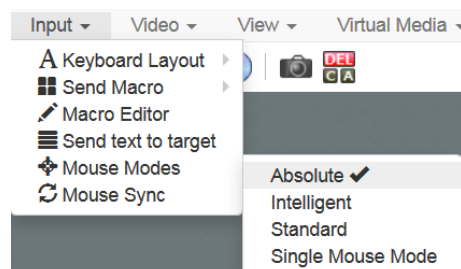 Input Video View Virtual Media
A Keyboard Layout
DEL
CA
Send Macro
Macro Editor
Send text to target
Mouse Modes
Mouse Sync
Absolute
Intelligent
Standard
Single Mouse Mode